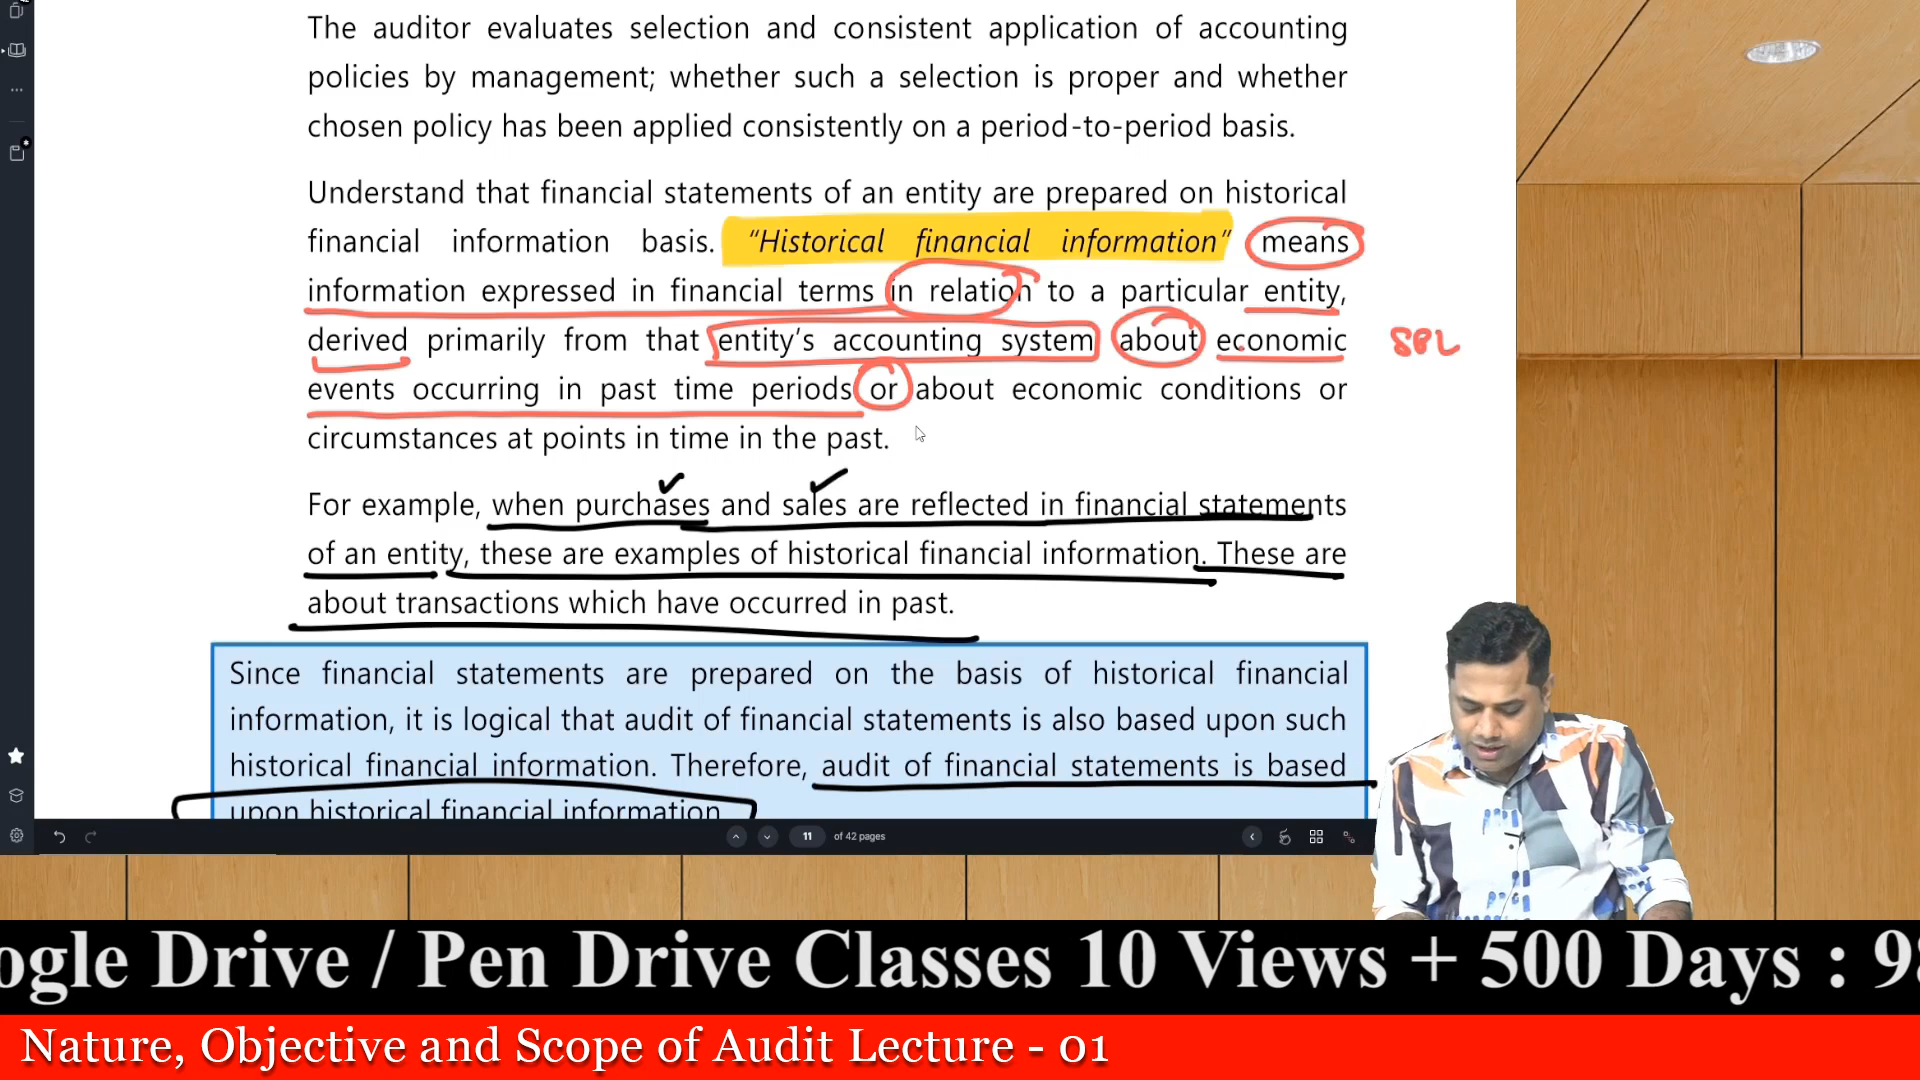 The auditor evaluates selection and consistent application of accounting
policies by management; whether such a selection is proper and whether
chosen policy has been applied consistently on a period-to-period basis.
Understand that financial statements of an entity are prepared on historical
financial information basis. “Historical financial information” means
information expressed in financial terms in relation to a particular entity,
derived primarily from that entity’s accounting system about economic
events occurring in past time periods or about economic conditions or
circumstances at points in time in the past.
For example, when purchases and sales are reflected in financial statements
of an entity, these are examples of historical financial information. These are
about transactions which have occurred in past.
Since financial statements are prepared on the basis of historical financial
information, it is logical that audit of financial statements is also based upon such
historical financial information. Therefore, audit of financial statements is based
upon historical financial information.
11 of 42 pages
ogle Drive / Pen Drive Classes 10 Views + 500 Days : 9
Nature, Objective and Scope of Audit Lecture - 01